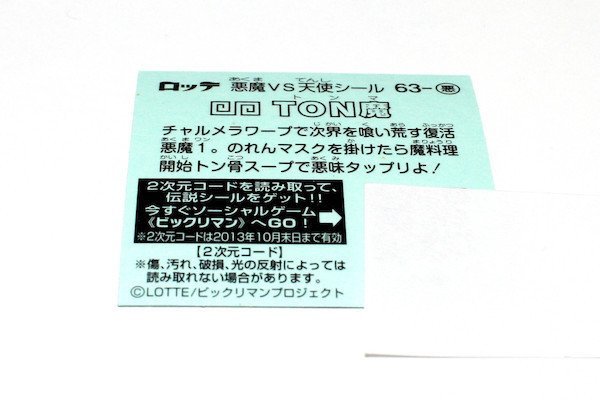 ロッテ 悪魔VS天使シール 63-悪
凹凸 TON魔
チャルメラワープで次界を喰い荒す復活
悪魔1。のれんマスクを掛けたら魔料理
開始トン骨スープで悪味タップリよ!
2次元コードを読み取って、
伝説シールをゲット!!
今すぐソーシャルゲーム
《ビックリマン》へGO!
※2次元コードは2013年10月末日まで有効
【2次元コード】
※傷、汚れ、破損、光の反射によっては
読み取れない場合があります。
©LOTTE/ビックリマンプロジェクト